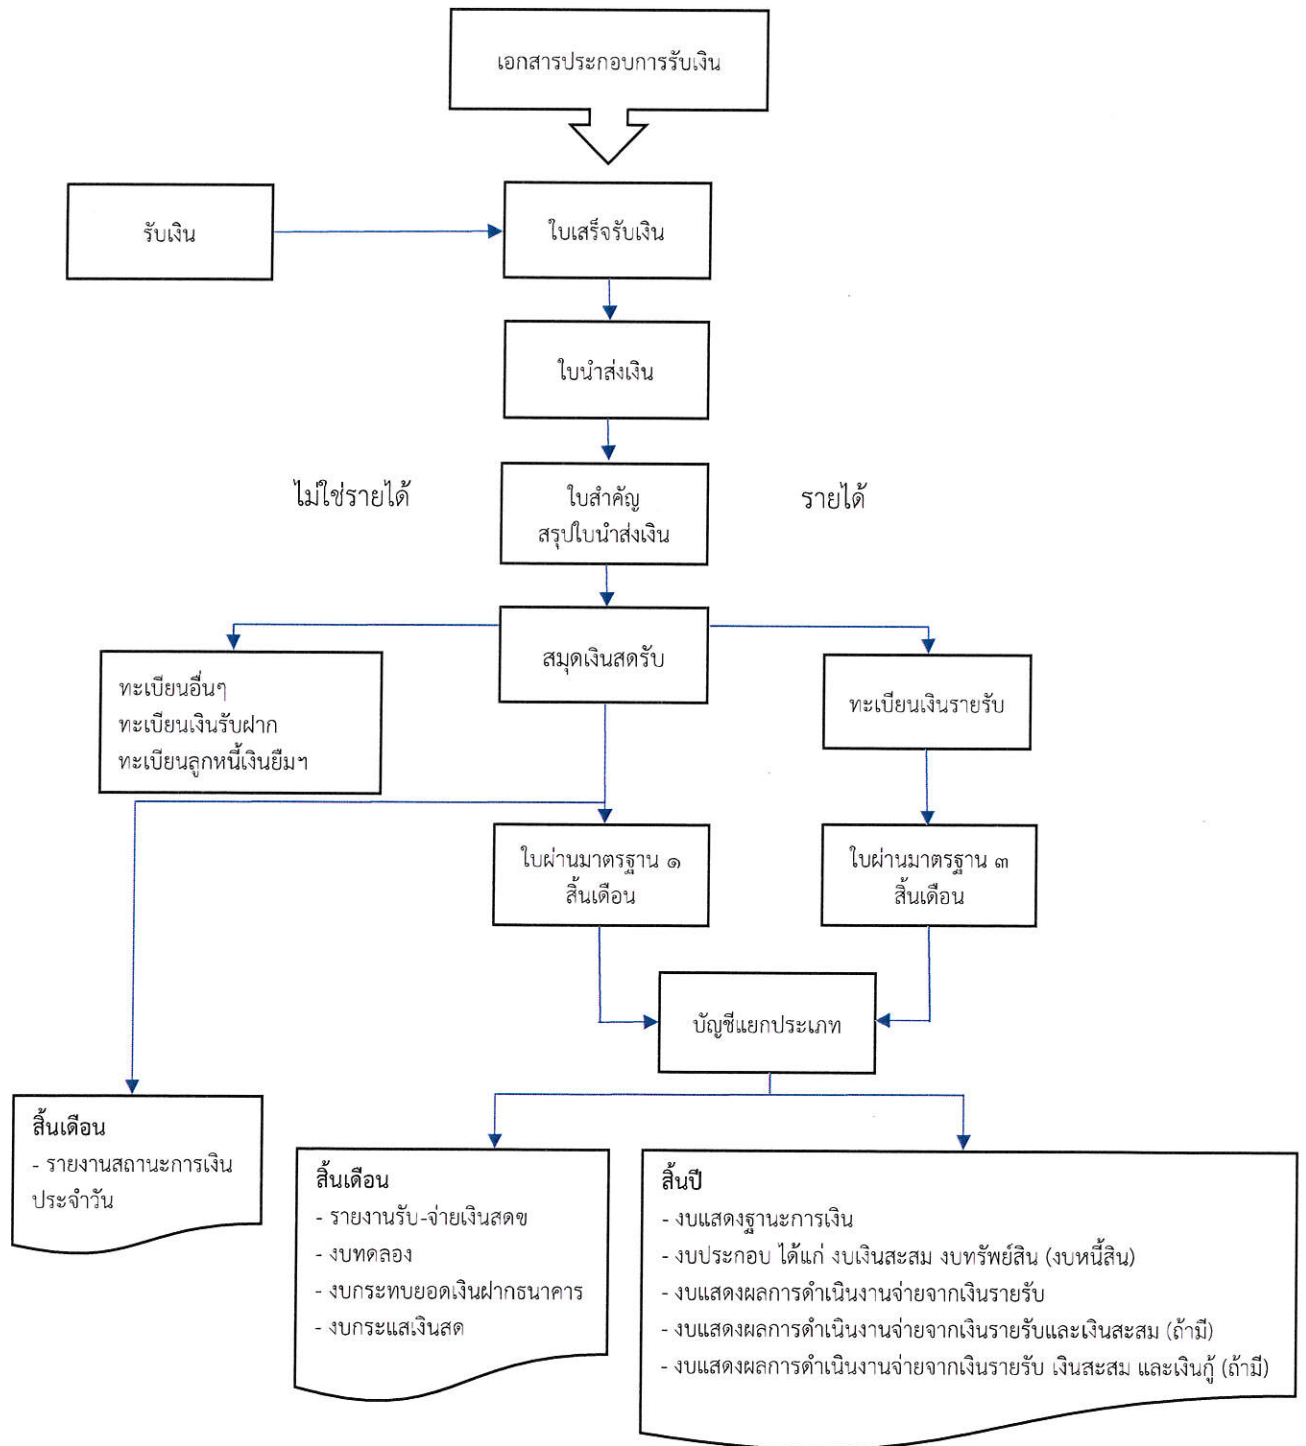 เอกสารประกอบการรับเงิน
รับเงิน
ใบเสร็จรับเงิน
ใบนำส่งเงิน
ไม่ใช่รายได้
ใบสำคัญ
สรุปใบนำส่งเงิน
รายได้
สมุดเงินสดรับ
ทะเบียนอื่นๆ
ทะเบียนเงินรับฝาก
ทะเบียนลูกหนี้เงินยืมฯ
ทะเบียนเงินรายรับ
ใบผ่านมาตรฐาน ๑
สิ้นเดือน
ใบผ่านมาตรฐาน ๓
สิ้นเดือน
บัญชีแยกประเภท
สิ้นเดือน
- รายงานสถานะการเงิน
ประจำวัน
สิ้นเดือน
- รายงานรับ-จ่ายเงินสดข
- งบทดลอง
- งบกระทบยอดเงินฝากธนาคาร
- งบกระแสเงินสด
สิ้นปี
- งบแสดงฐานะการเงิน
- งบประกอบ ได้แก่ งบเงินสะสม งบทรัพย์สิน (งบหนี้สิน)
- งบแสดงผลการดำเนินงานจ่ายจากเงินรายรับ
- งบแสดงผลการดำเนินงานจ่ายจากเงินรายรับและเงินสะสม (ถ้ามี)
- งบแสดงผลการดำเนินงานจ่ายจากเงินรายรับ เงินสะสม และเงินกู้ (ถ้ามี)